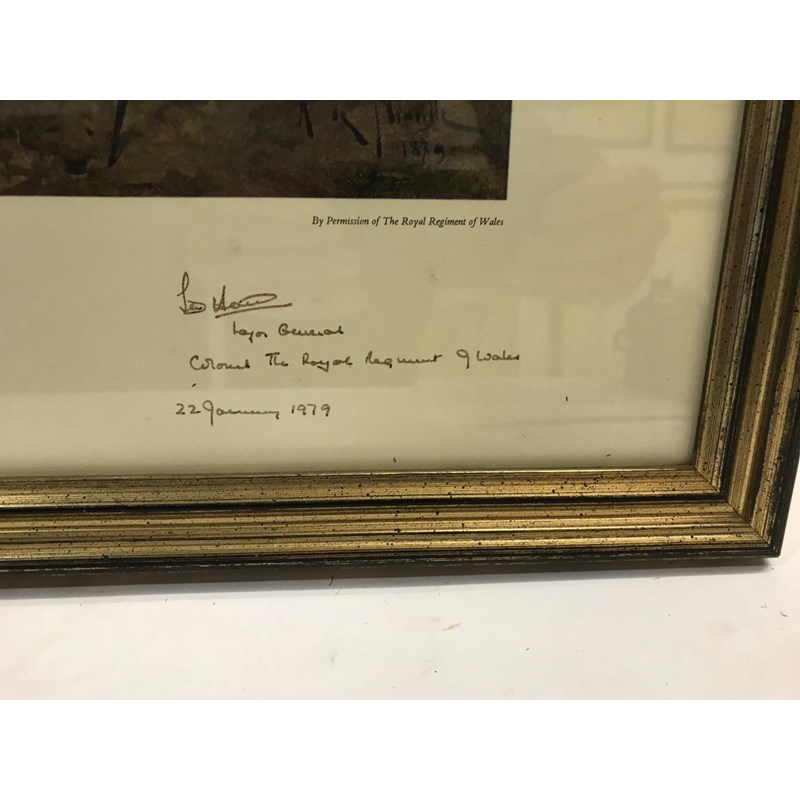 1879
By Permission of The Royal Regiment of Wales
Major General
Colonel The Royal Regiment of Wales
22 January 1979